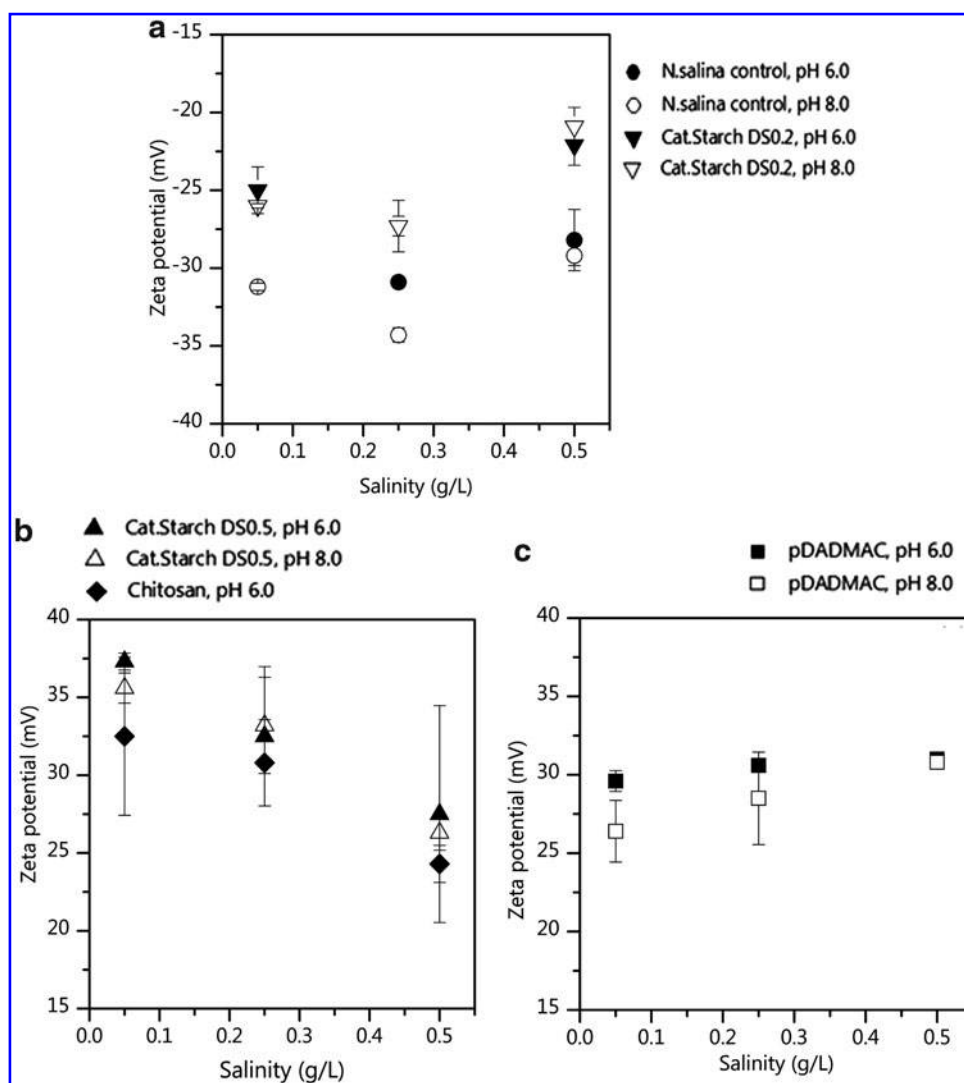 a
-15
-20
-25
-30
-35
-40
Zeta potential (mV)
0.0 0.1 0.2 0.3 0.4 0.5
Salinity (g/L)
N.salina control, pH 6.0
N.salina control, pH 8.0
Cat.Starch DS0.2, pH 6.0
Cat.Starch DS0.2, pH 8.0
b
Cat.Starch DS0.5, pH 6.0
Cat.Starch DS0.5, pH 8.0
Chitosan, pH 6.0
40
35
30
25
20
15
Zeta potential (mV)
0.0 0.1 0.2 0.3 0.4 0.5
Salinity (g/L)
c
pDADMAC, pH 6.0
pDADMAC, pH 8.0
40
35
30
25
20
15
Zeta potential (mV)
0.0 0.1 0.2 0.3 0.4 0.5
Salinity (g/L)